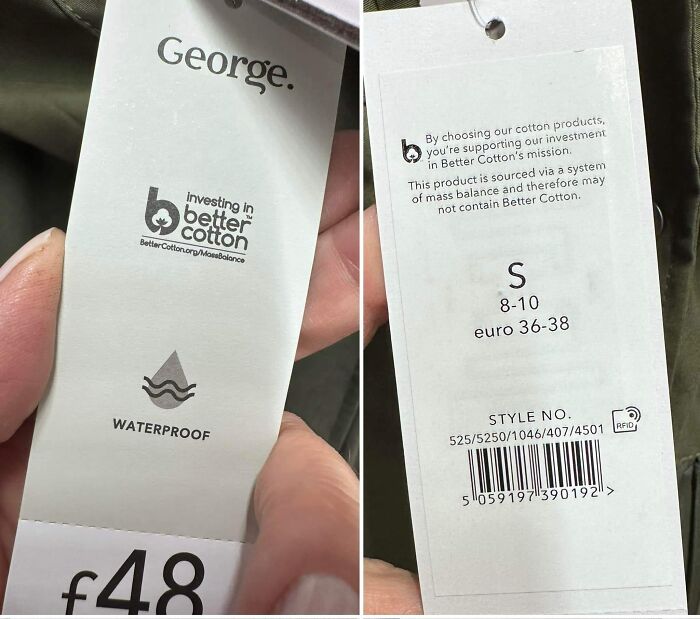 George.
investing in
better™
cotton
BetterCotton.org/MassBalance
WATERPROOF
£48
By choosing our cotton products,
you're supporting our investment
in Better Cotton's mission.
This product is sourced via a system
of mass balance and therefore may
not contain Better Cotton.
S
8-10
euro 36-38
STYLE NO.
525/5250/1046/407/4501
RFID
5 059197 390192 >